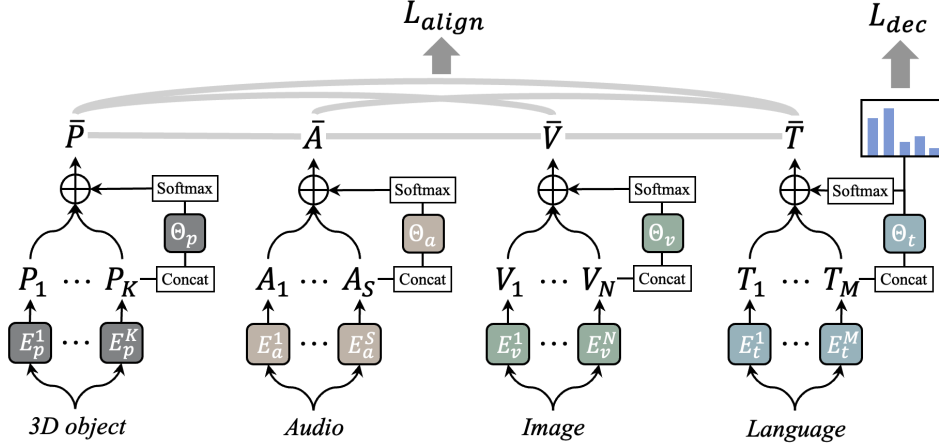 L_align L_dec
P̄ Ā V̄ T̄
Softmax Softmax Softmax Softmax
Θ_p Θ_a Θ_v Θ_t
P_1 ··· P_K Concat A_1 ··· A_S Concat V_1 ··· V_N Concat T_1 ··· T_M Concat
E_p^1 ··· E_p^K E_a^1 ··· E_a^S E_v^1 ··· E_v^N E_t^1 ··· E_t^M
3D object Audio Image Language